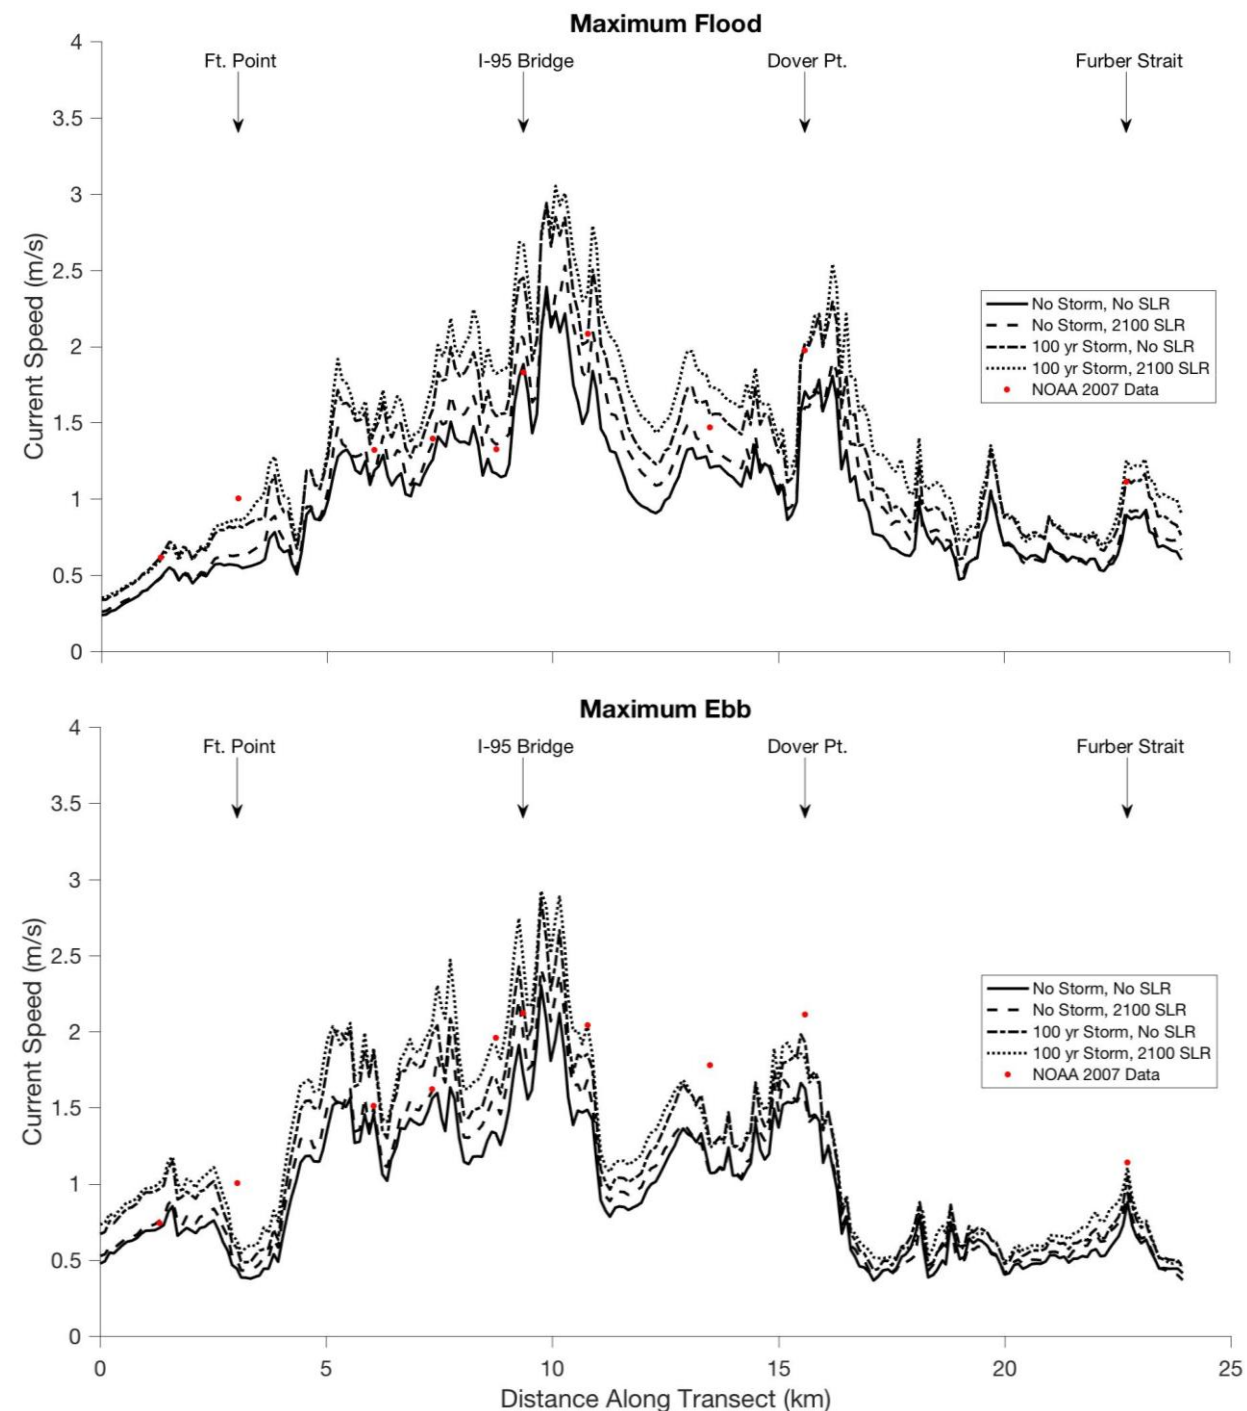 Maximum Flood
4
Ft. Point
I-95 Bridge
Dover Pt.
Furber Strait
3.5
3
2.5
2
1.5
1
0.5
0
Current Speed (m/s)
No Storm, No SLR
No Storm, 2100 SLR
100 yr Storm, No SLR
100 yr Storm, 2100 SLR
NOAA 2007 Data
Maximum Ebb
4
Ft. Point
I-95 Bridge
Dover Pt.
Furber Strait
3.5
3
2.5
2
1.5
1
0.5
0
Current Speed (m/s)
No Storm, No SLR
No Storm, 2100 SLR
100 yr Storm, No SLR
100 yr Storm, 2100 SLR
NOAA 2007 Data
0 5 10 15 20 25
Distance Along Transect (km)